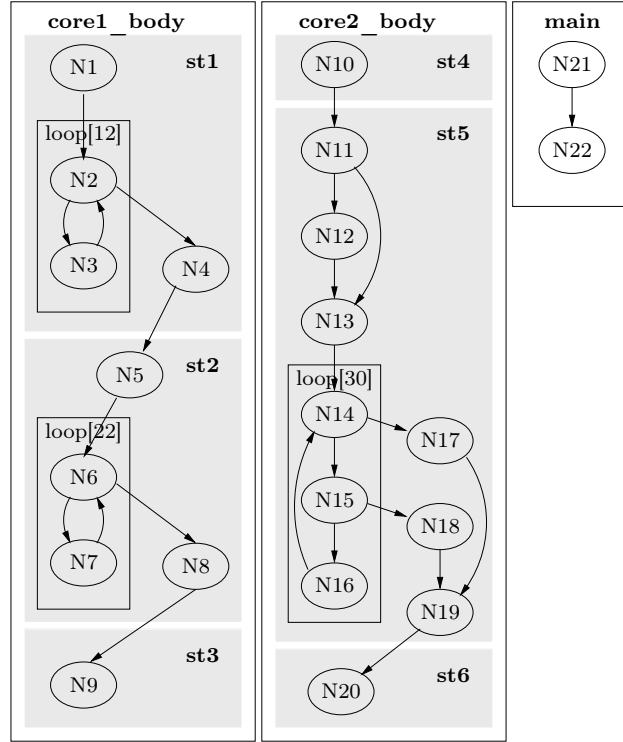 core1_body
st1
N1
loop[12]
N2
N3
N4
st2
N5
loop[22]
N6
N7
N8
st3
N9
core2_body
st4
N10
st5
N11
N12
N13
loop[30]
N14
N17
N15
N18
N16
N19
st6
N20
main
N21
N22